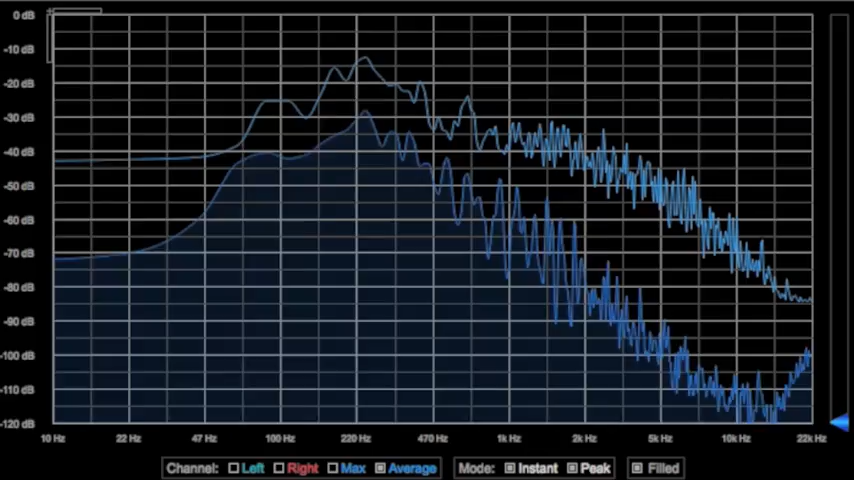 0 dB
-10 dB
-20 dB
-30 dB
-40 dB
-50 dB
-60 dB
-70 dB
-80 dB
-90 dB
-100 dB
-110 dB
-120 dB
10 Hz 22 Hz 47 Hz 100 Hz 220 Hz 470 Hz 1k Hz 2k Hz 5k Hz 10k Hz 22k Hz
Channel: Left Right Max Average Mode: Instant Peak Filled